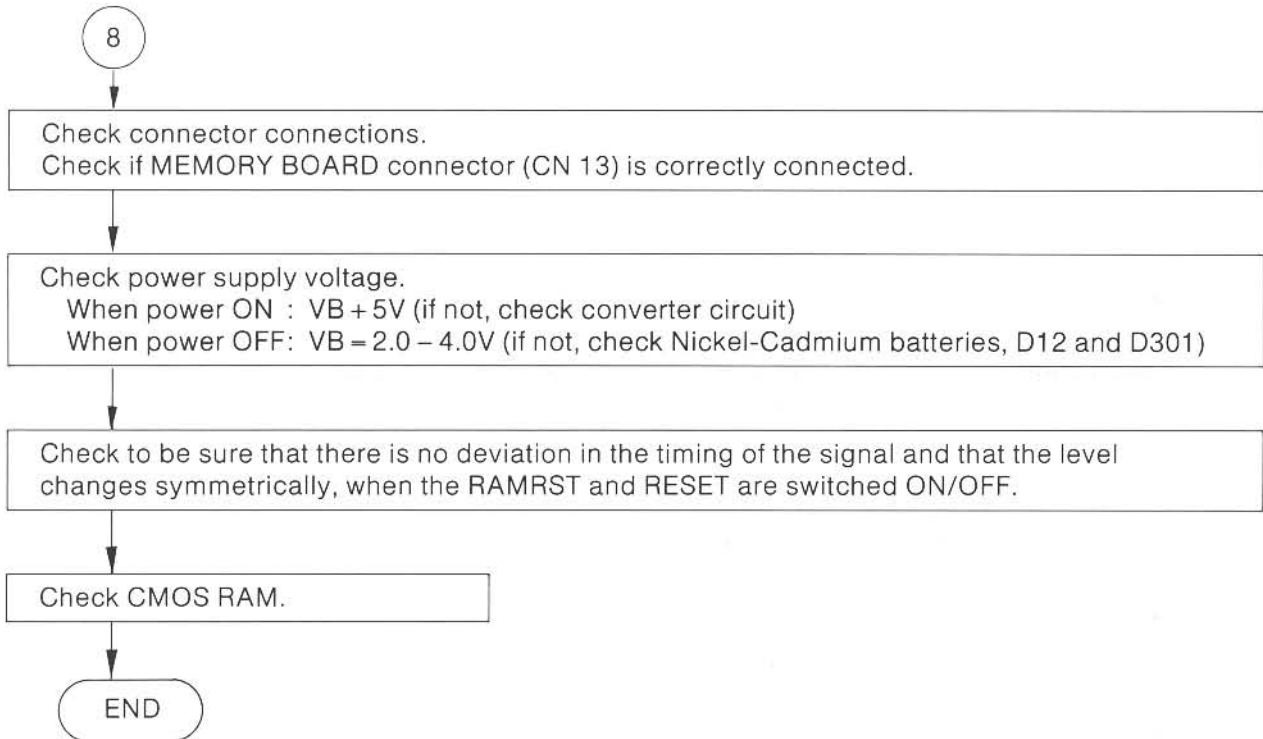 8
Check connector connections.
Check if MEMORY BOARD connector (CN 13) is correctly connected.
Check power supply voltage.
When power ON : VB + 5V (if not, check converter circuit)
When power OFF: VB = 2.0 – 4.0V (if not, check Nickel-Cadmium batteries, D12 and D301)
Check to be sure that there is no deviation in the timing of the signal and that the level
changes symmetrically, when the RAMRST and RESET are switched ON/OFF.
Check CMOS RAM.
END